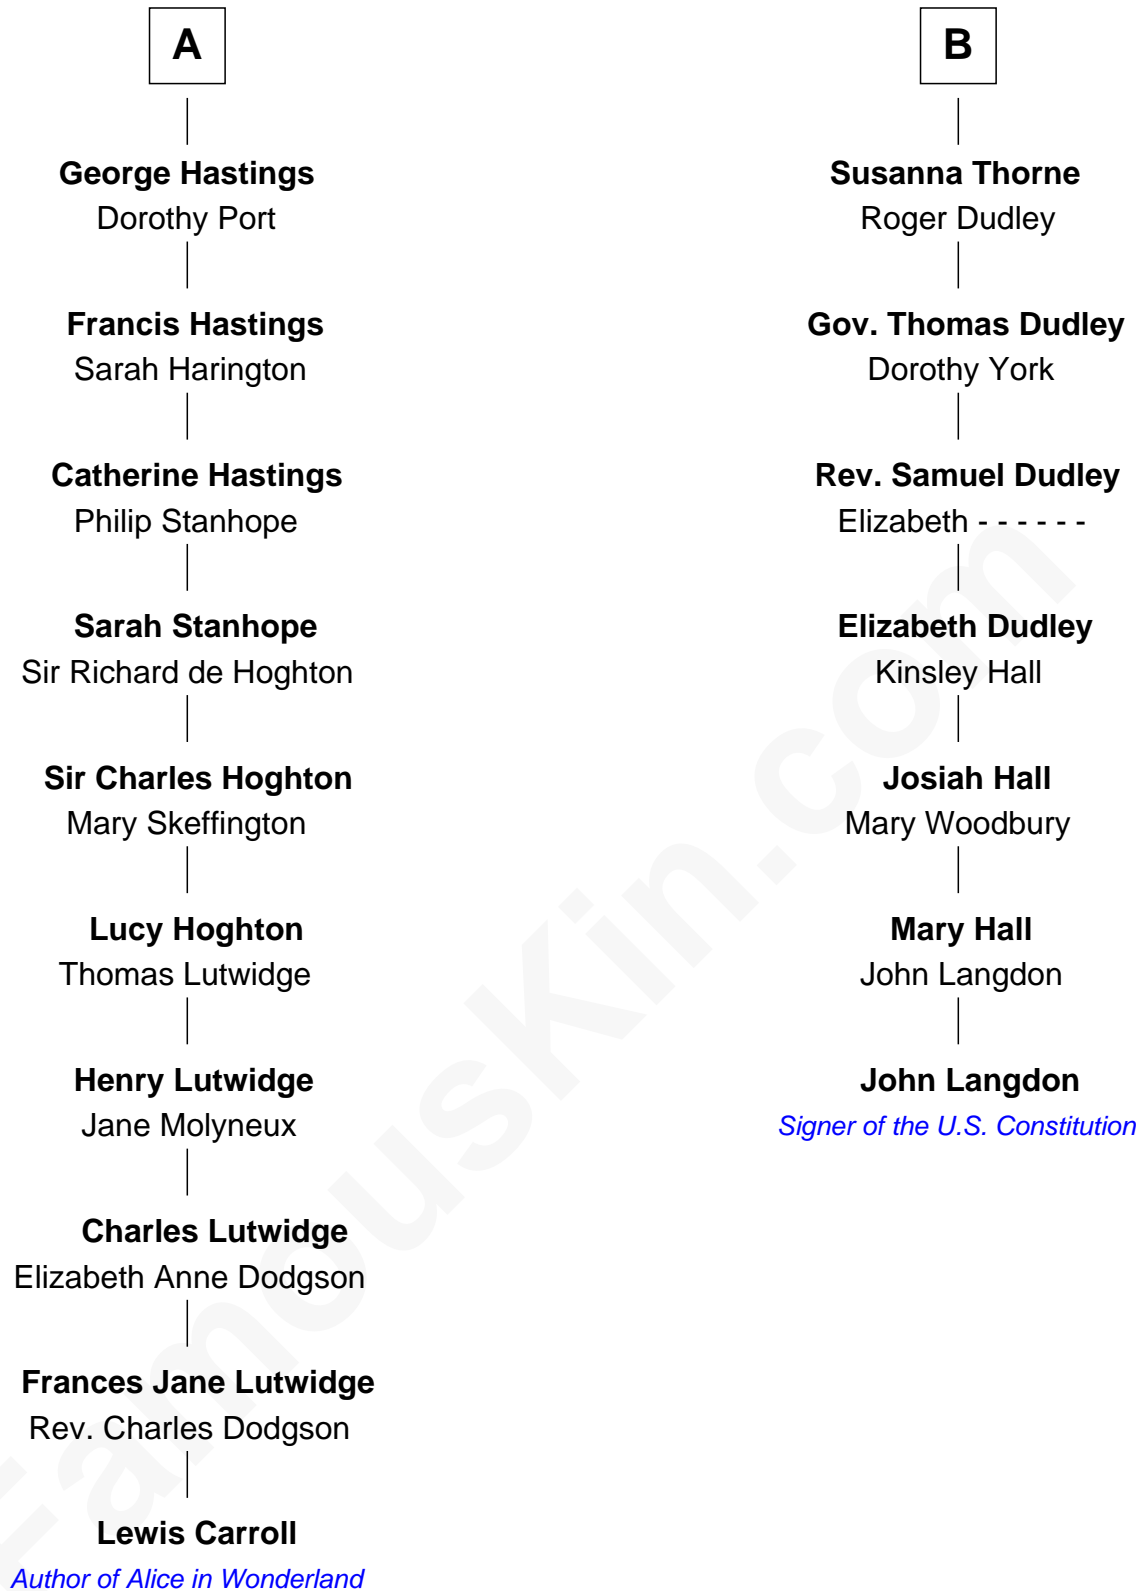 A
George Hastings
Dorothy Port
Francis Hastings
Sarah Harington
Catherine Hastings
Philip Stanhope
Sarah Stanhope
Sir Richard de Hoghton
Sir Charles Hoghton
Mary Skeffington
Lucy Hoghton
Thomas Lutwidge
Henry Lutwidge
Jane Molyneux
Charles Lutwidge
Elizabeth Anne Dodgson
Frances Jane Lutwidge
Rev. Charles Dodgson
Lewis Carroll
Author of Alice in Wonderland
B
Susanna Thorne
Roger Dudley
Gov. Thomas Dudley
Dorothy York
Rev. Samuel Dudley
Elizabeth - - - - - -
Elizabeth Dudley
Kinsley Hall
Josiah Hall
Mary Woodbury
Mary Hall
John Langdon
John Langdon
Signer of the U.S. Constitution
FamousKin.com